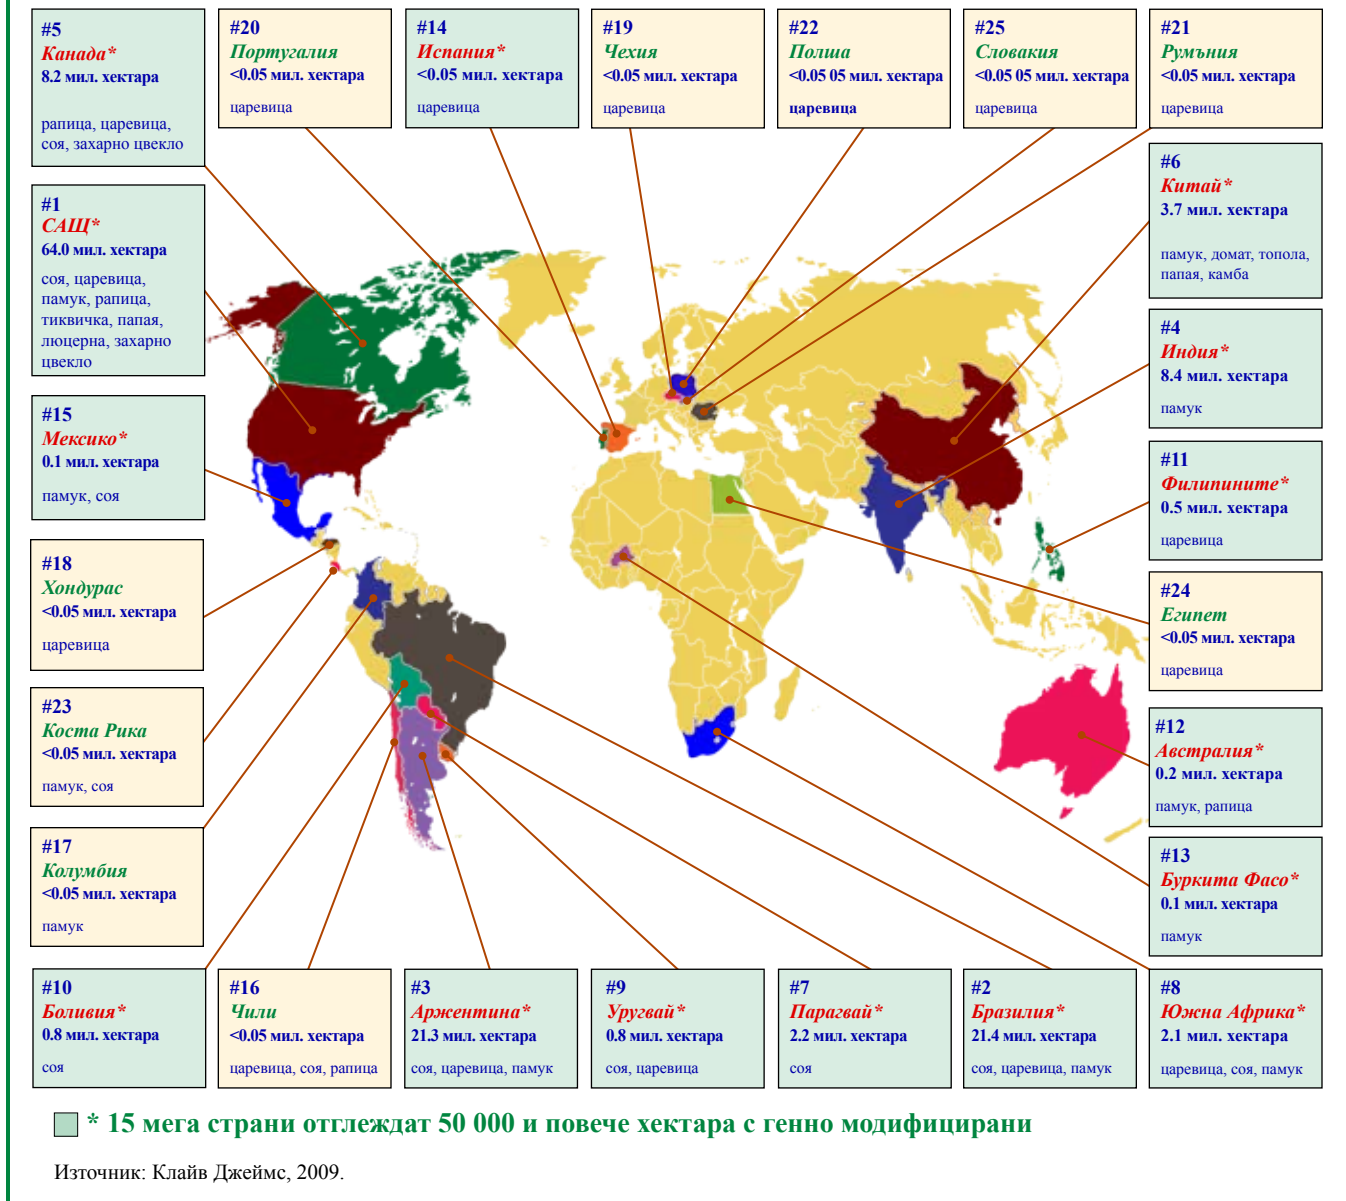 #5
Канада*
8.2 мил. хектара
рапица, царевица,
соя, захарно цвекло
#20
Португалия
<0.05 мил. хектара
царевица
#14
Испания*
<0.05 мил. хектара
царевица
#19
Чехия
<0.05 мил. хектара
царевица
#22
Полша
<0.05 05 мил. хектара
царевица
#25
Словакия
<0.05 05 мил. хектара
царевица
#21
Румъния
<0.05 мил. хектара
царевица
#6
Китай*
3.7 мил. хектара
памук, домат, топола,
папая, камба
#1
САЩ*
64.0 мил. хектара
соя, царевица,
памук, рапица,
тиквичка, папая,
люцерна, захарно
цвекло
#4
Индия*
8.4 мил. хектара
памук
#15
Мексико*
0.1 мил. хектара
памук, соя
#11
Филипините*
0.5 мил. хектара
царевица
#18
Хондурас
<0.05 мил. хектара
царевица
#24
Египет
<0.05 мил. хектара
царевица
#23
Коста Рика
<0.05 мил. хектара
памук, соя
#12
Австралия*
0.2 мил. хектара
памук, рапица
#17
Колумбия
<0.05 мил. хектара
памук
#13
Буркита Фасо*
0.1 мил. хектара
памук
#10
Боливия*
0.8 мил. хектара
соя
#16
Чили
<0.05 мил. хектара
царевица, соя, рапица
#3
Аржентина*
21.3 мил. хектара
соя, царевица, памук
#9
Уругвай*
0.8 мил. хектара
соя, царевица
#7
Парагвай*
2.2 мил. хектара
соя
#2
Бразилия*
21.4 мил. хектара
соя, царевица, памук
#8
Южна Африка*
2.1 мил. хектара
царевица, соя, памук
* 15 мега страни отглеждат 50 000 и повече хектара с генно модифицирани
Източник: Клайв Джеймс, 2009.